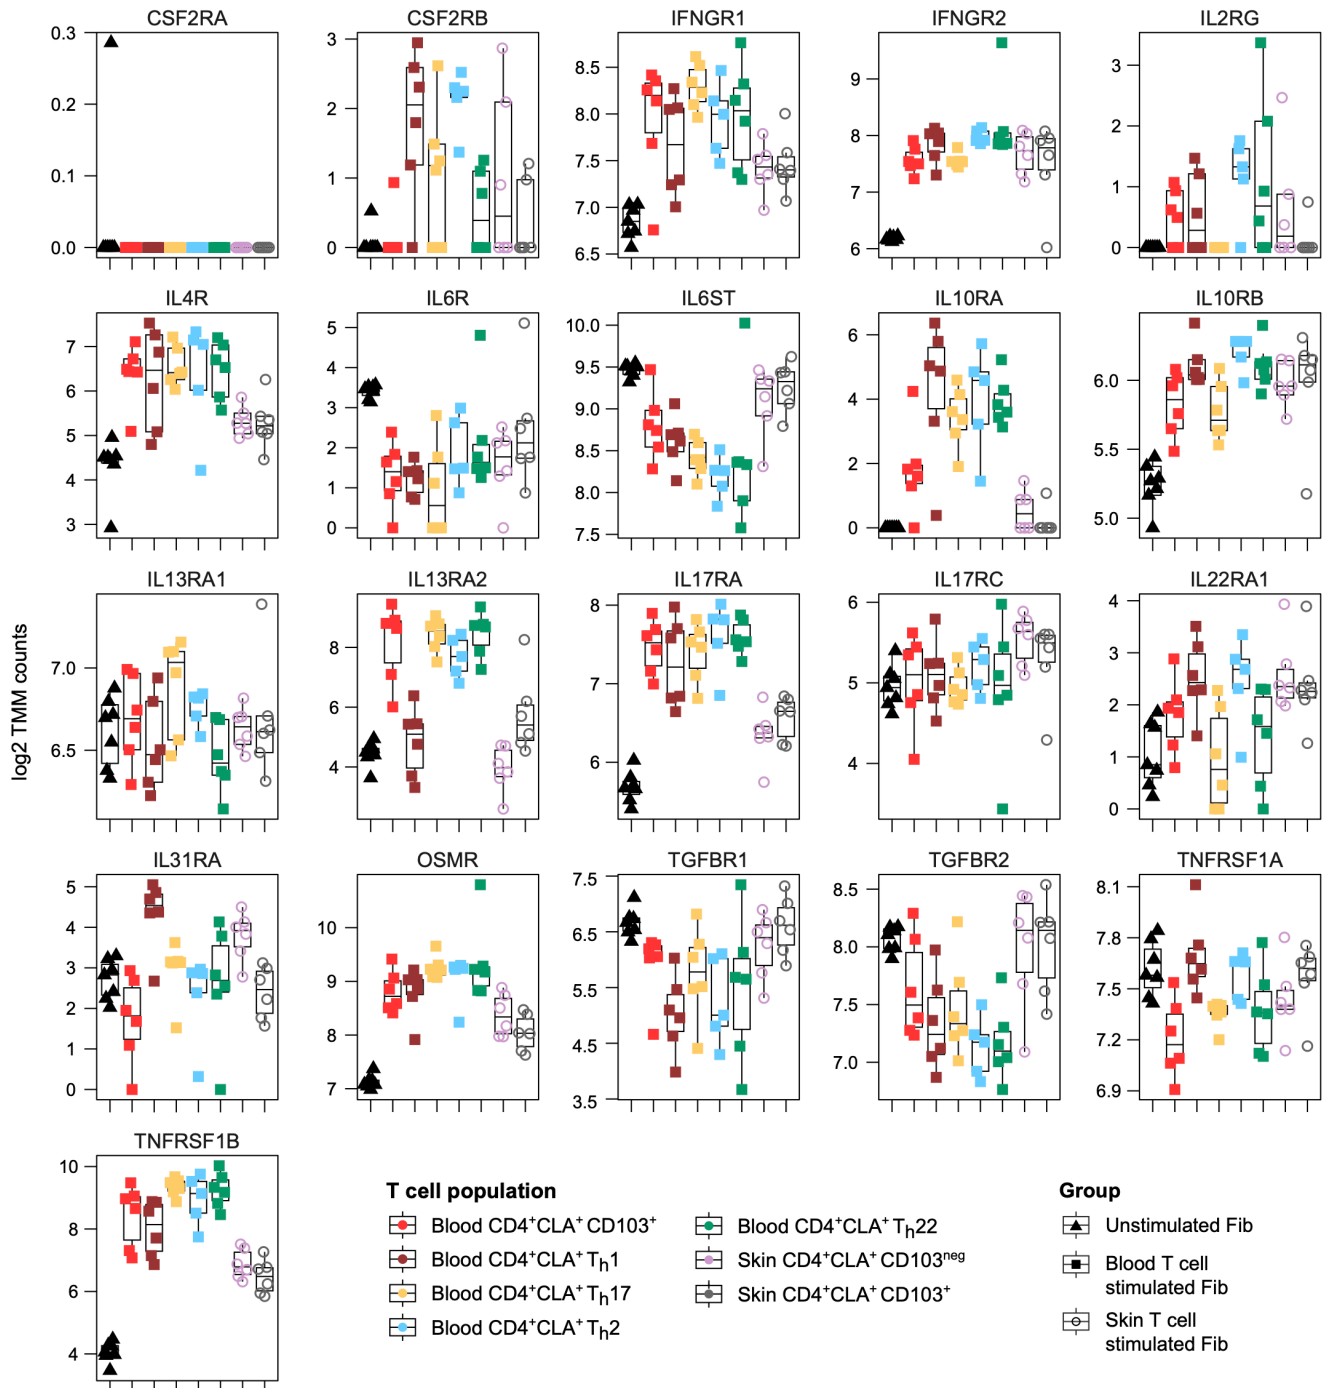 CSF2RA CSF2RB IFNGR1 IFNGR2 IL2RG
0.3 0.2 0.1 0.0
3 2 1 0
8.5 8.0 7.5 7.0 6.5
9 8 7 6
3 2 1 0
IL4R IL6R IL6ST IL10RA IL10RB
7 6 5 4 3
5 4 3 2 1 0
10.0 9.5 9.0 8.5 8.0 7.5
6 4 2 0
6.0 5.5 5.0
log2 TMM counts
IL13RA1 IL13RA2 IL17RA IL17RC IL22RA1
7.0 6.5
8 6 4
8 7 6
6 5 4
4 3 2 1 0
IL31RA OSMR TGFBR1 TGFBR2 TNFRSF1A
5 4 3 2 1 0
10 9 8 7
7.5 6.5 5.5 4.5 3.5
8.5 8.0 7.5 7.0
8.1 7.8 7.5 7.2 6.9
TNFRSF1B
10 8 6 4
T cell population
Blood CD4⁺CLA⁺ CD103⁺
Blood CD4⁺CLA⁺ Tₕ1
Blood CD4⁺CLA⁺ Tₕ17
Blood CD4⁺CLA⁺ Tₕ2
Blood CD4⁺CLA⁺ Tₕ22
Skin CD4⁺CLA⁺ CD103ⁿᵉᵍ
Skin CD4⁺CLA⁺ CD103⁺
Group
Unstimulated Fib
Blood T cell
stimulated Fib
Skin T cell
stimulated Fib